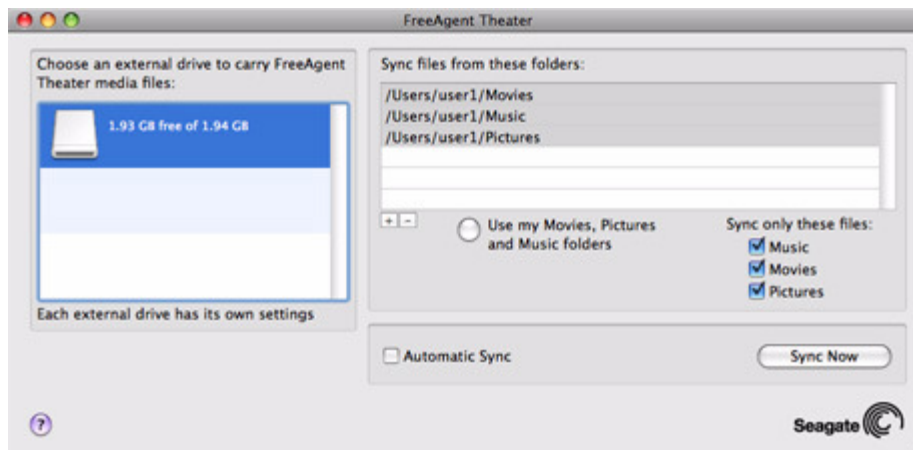 FreeAgent Theater
Choose an external drive to carry FreeAgent
Theater media files:
1.93 GB free of 1.94 GB
Each external drive has its own settings
Sync files from these folders:
/Users/user1/Movies
/Users/user1/Music
/Users/user1/Pictures
+ -
Use my Movies, Pictures
and Music folders
Sync only these files:
Music
Movies
Pictures
Automatic Sync
Sync Now
?
Seagate